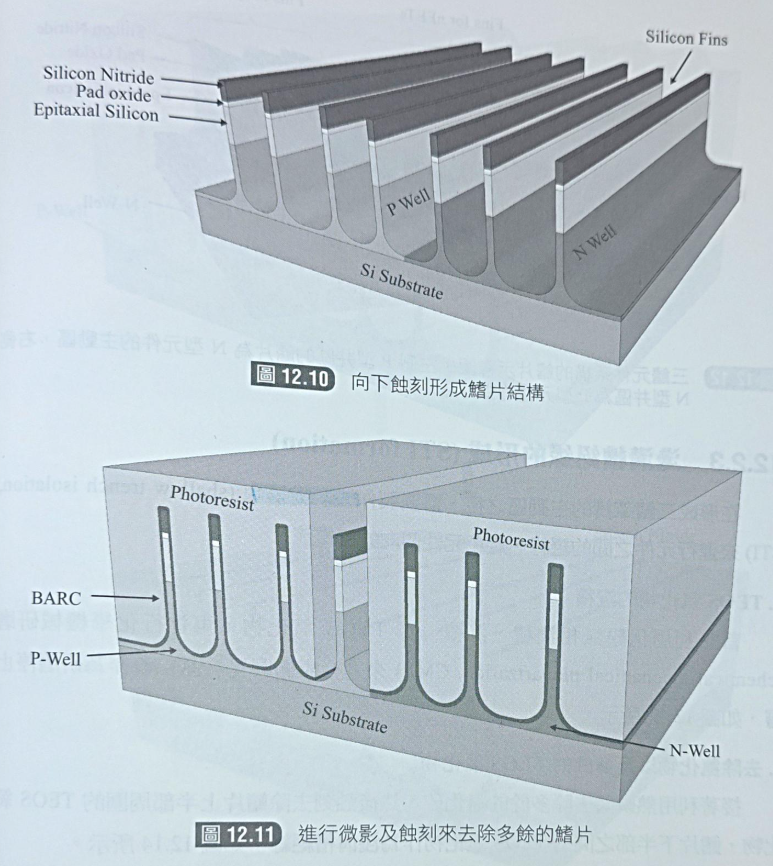 Silicon Fins
Silicon Nitride
Pad oxide
Epitaxial Silicon
P Well
N Well
Si Substrate
圖 12.10 向下蝕刻形成鰭片結構
Photoresist
Photoresist
BARC
P-Well
Si Substrate
N-Well
圖 12.11 進行微影及蝕刻來去除多餘的鰭片